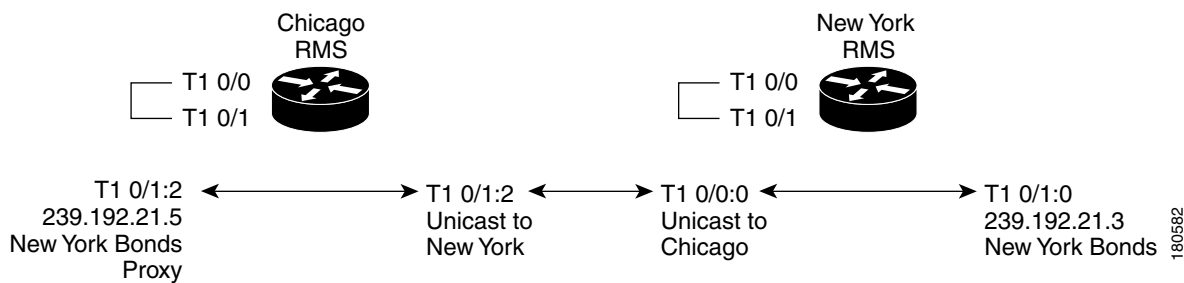 Chicago
RMS
New York
RMS
T1 0/0
T1 0/1
T1 0/0
T1 0/1
T1 0/1:2
239.192.21.5
New York Bonds
Proxy
T1 0/1:2
Unicast to
New York
T1 0/0:0
Unicast to
Chicago
T1 0/1:0
239.192.21.3
New York Bonds
180582